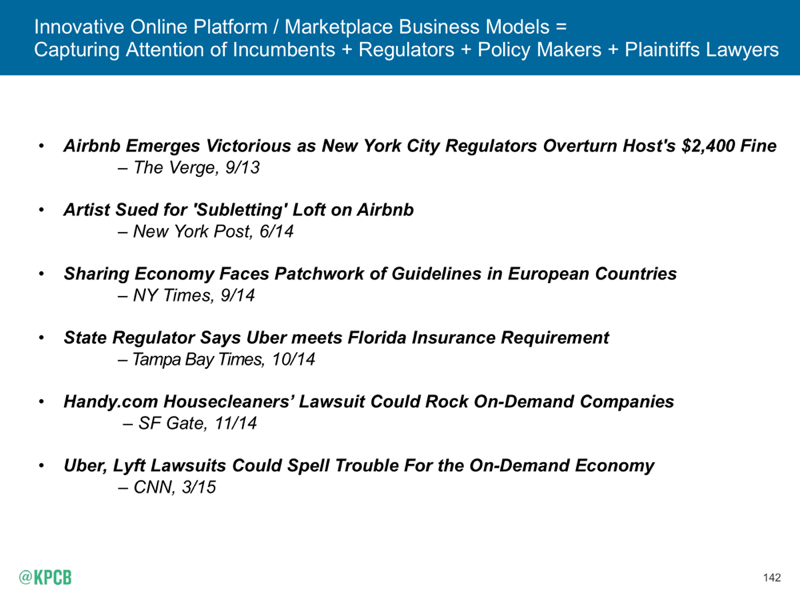 Innovative Online Platform / Marketplace Business Models =
Capturing Attention of Incumbents + Regulators + Policy Makers + Plaintiffs Lawyers
• Airbnb Emerges Victorious as New York City Regulators Overturn Host's $2,400 Fine
– The Verge, 9/13
• Artist Sued for 'Subletting' Loft on Airbnb
– New York Post, 6/14
• Sharing Economy Faces Patchwork of Guidelines in European Countries
– NY Times, 9/14
• State Regulator Says Uber meets Florida Insurance Requirement
– Tampa Bay Times, 10/14
• Handy.com Housecleaners’ Lawsuit Could Rock On-Demand Companies
– SF Gate, 11/14
• Uber, Lyft Lawsuits Could Spell Trouble For the On-Demand Economy
– CNN, 3/15
@KPCB
142